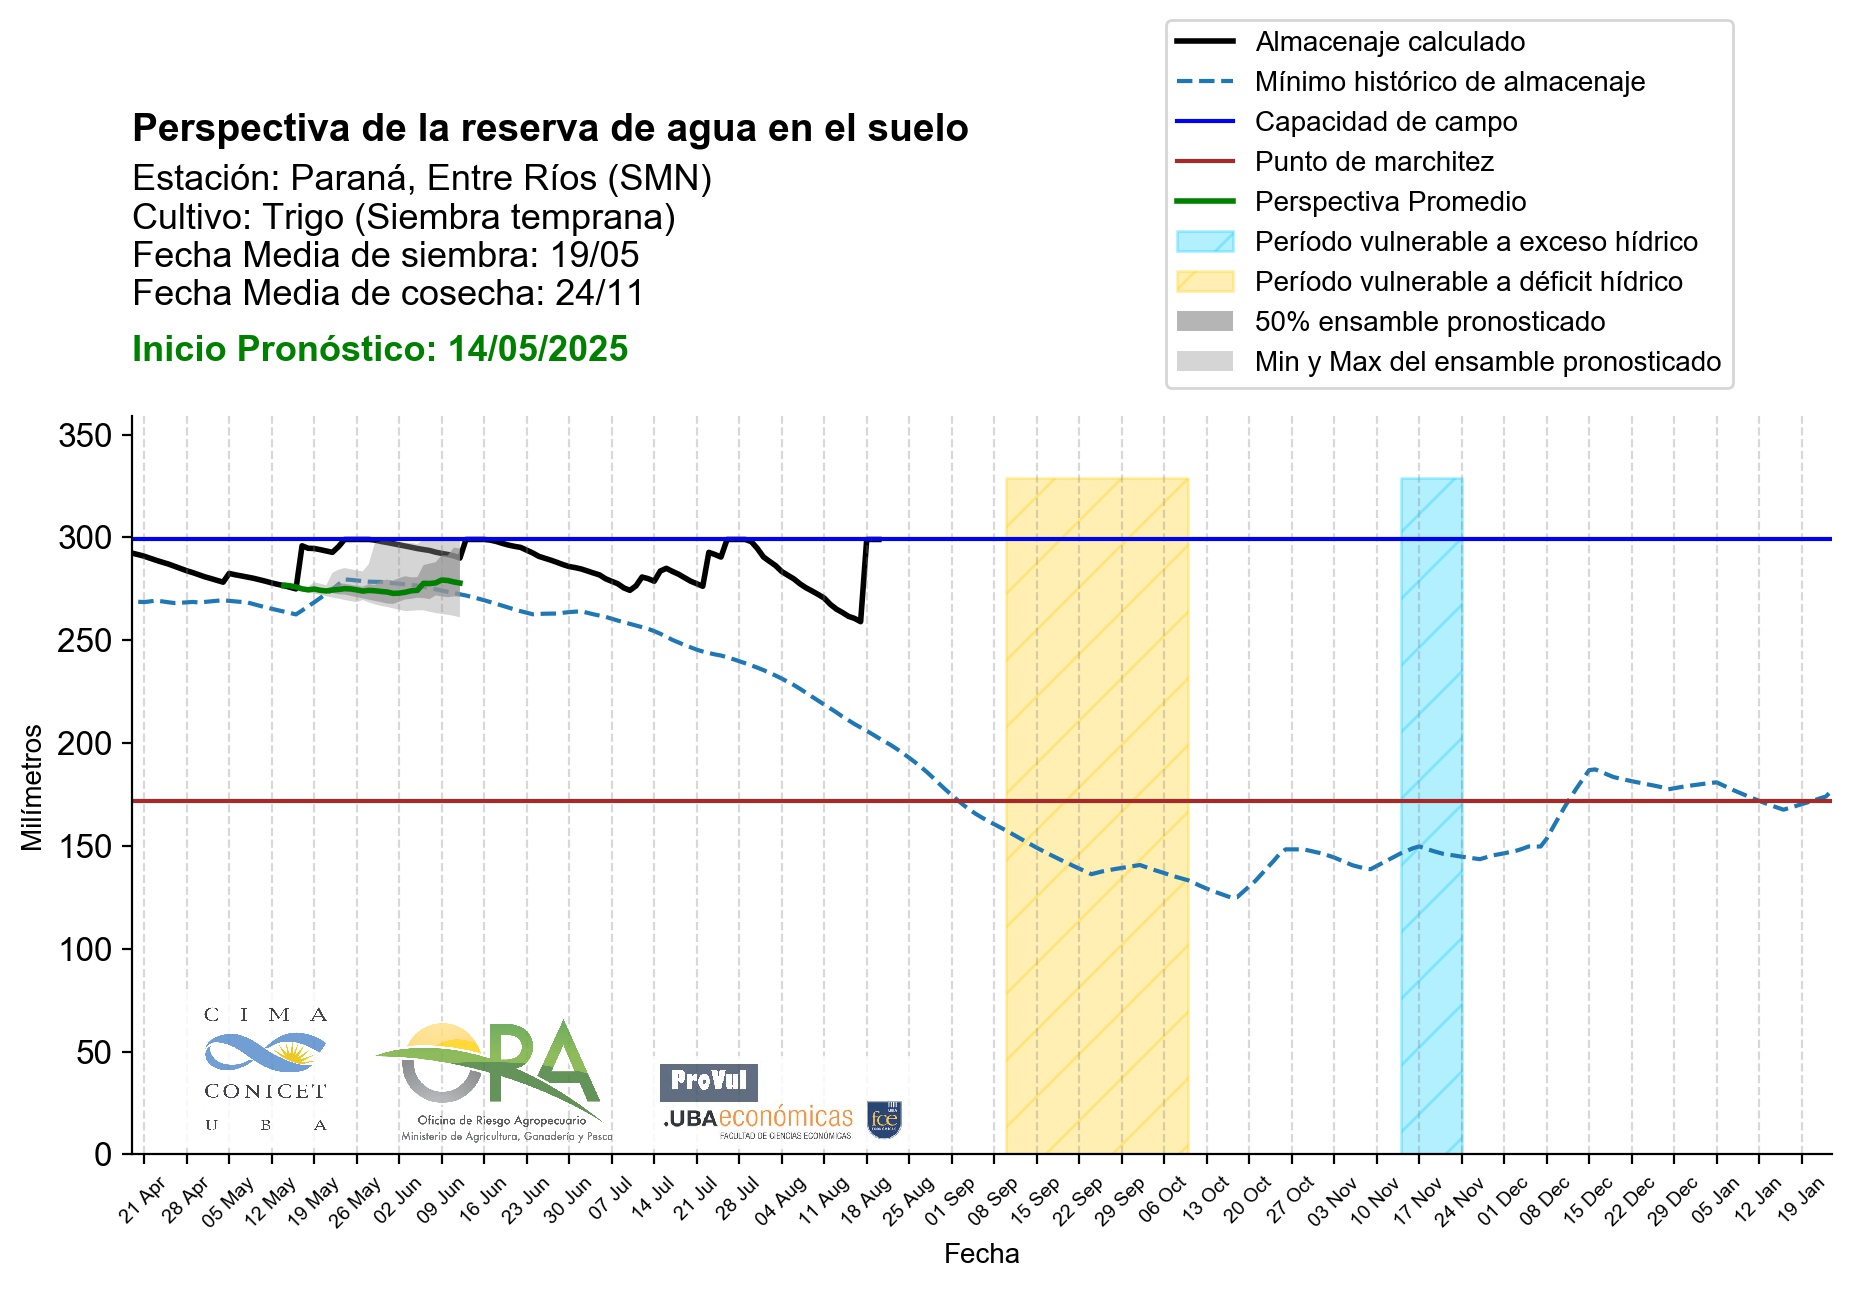 Almacenaje calculado
Mínimo histórico de almacenaje
Capacidad de campo
Punto de marchitez
Perspectiva Promedio
Período vulnerable a exceso hídrico
Período vulnerable a déficit hídrico
50% ensamble pronosticado
Min y Max del ensamble pronosticado
Perspectiva de la reserva de agua en el suelo
Estación: Paraná, Entre Ríos (SMN)
Cultivo: Trigo (Siembra temprana)
Fecha Media de siembra: 19/05
Fecha Media de cosecha: 24/11
Inicio Pronóstico: 14/05/2025
350
300
250
200
150
100
50
0
Milímetros
CIMA
CONICET
UBA
ORA
Oficina de Riesgo Agropecuario
Ministerio de Agricultura, Ganadería y Pesca
ProVul
.UBAeconómicas
FACULTAD DE CIENCIAS ECONÓMICAS
fce
21 Apr
28 Apr
05 May
12 May
19 May
26 May
02 Jun
09 Jun
16 Jun
23 Jun
30 Jun
07 Jul
14 Jul
21 Jul
28 Jul
04 Aug
11 Aug
18 Aug
25 Aug
01 Sep
08 Sep
15 Sep
22 Sep
29 Sep
06 Oct
13 Oct
20 Oct
27 Oct
03 Nov
10 Nov
17 Nov
24 Nov
01 Dec
08 Dec
15 Dec
22 Dec
29 Dec
05 Jan
12 Jan
19 Jan
Fecha